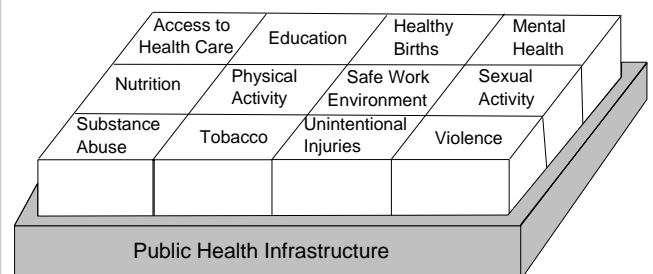 Access to
Health Care
Education
Healthy
Births
Mental
Health
Nutrition
Physical
Activity
Safe Work
Environment
Sexual
Activity
Substance
Abuse
Tobacco
Unintentional
Injuries
Violence
Public Health Infrastructure